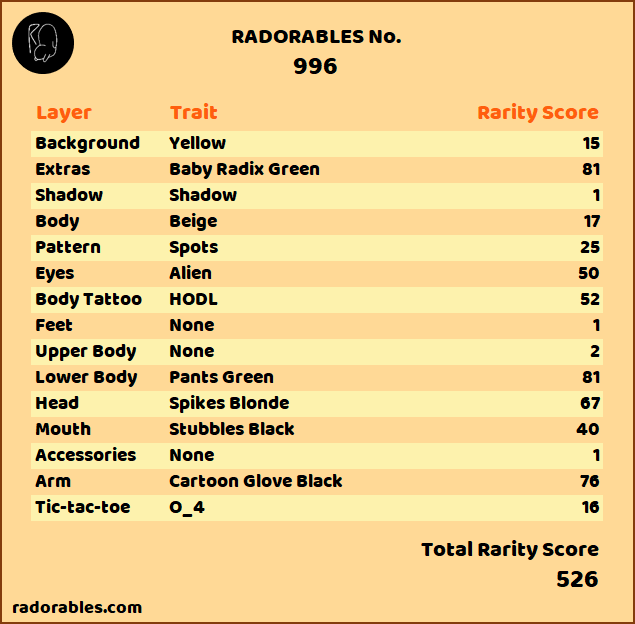 RADORABLES No.
996
Layer Trait Rarity Score
Background Yellow 15
Extras Baby Radix Green 81
Shadow Shadow 1
Body Beige 17
Pattern Spots 25
Eyes Alien 50
Body Tattoo HODL 52
Feet None 1
Upper Body None 2
Lower Body Pants Green 81
Head Spikes Blonde 67
Mouth Stubbles Black 40
Accessories None 1
Arm Cartoon Glove Black 76
Tic-tac-toe O_4 16
Total Rarity Score
526
radorables.com